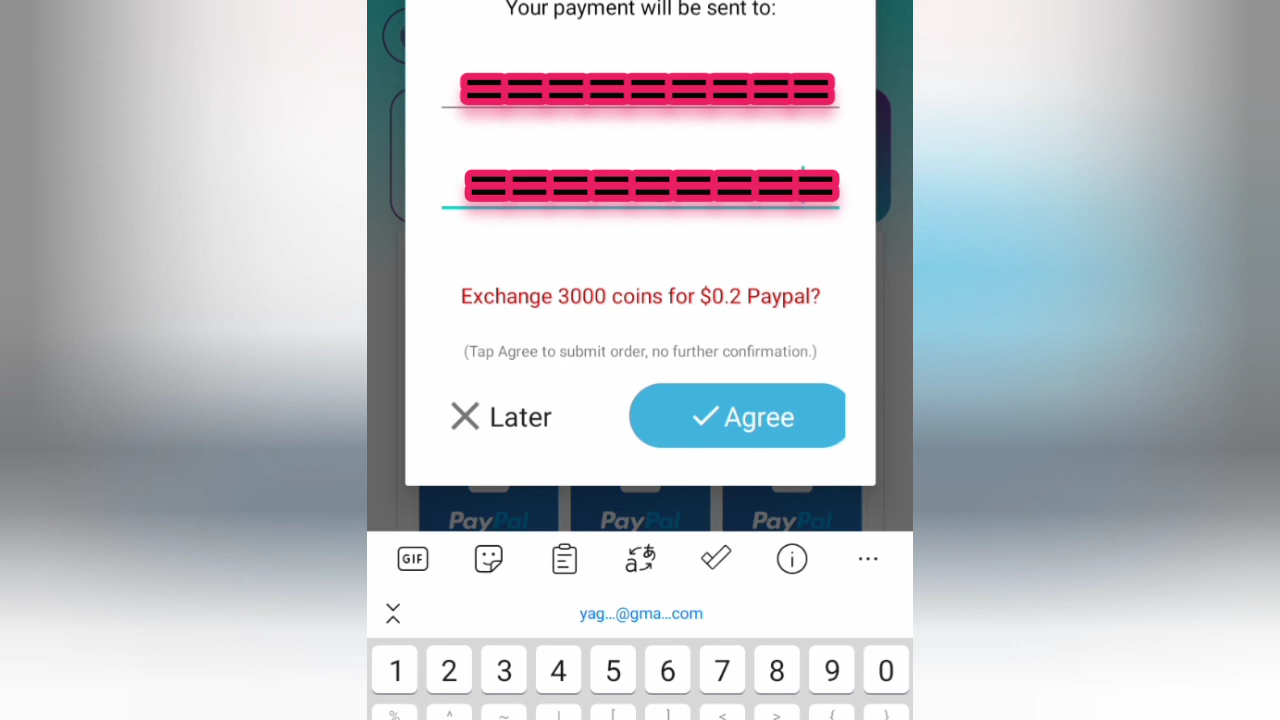 Your payment will be sent to:
Exchange 3000 coins for $0.2 Paypal?
(Tap Agree to submit order, no further confirmation.)
Later
Agree
PayPal PayPal PayPal
GIF
yag...@gma...com
1 2 3 4 5 6 7 8 9 0
% ^ ~ | [ ] < > { }